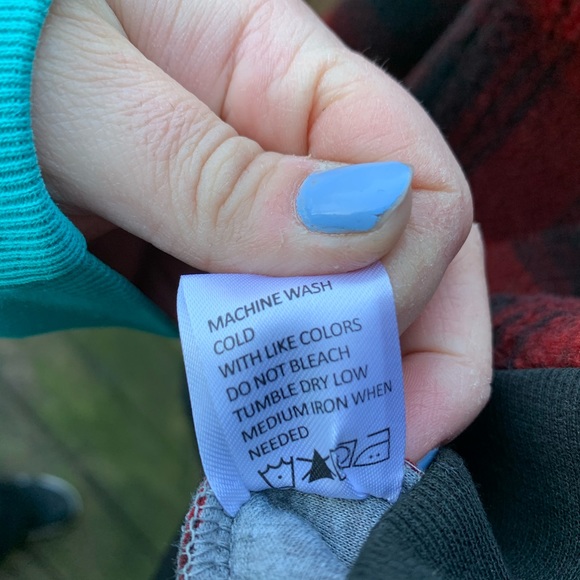 MACHINE WASH
COLD
WITH LIKE COLORS
DO NOT BLEACH
TUMBLE DRY LOW
MEDIUM IRON WHEN
NEEDED